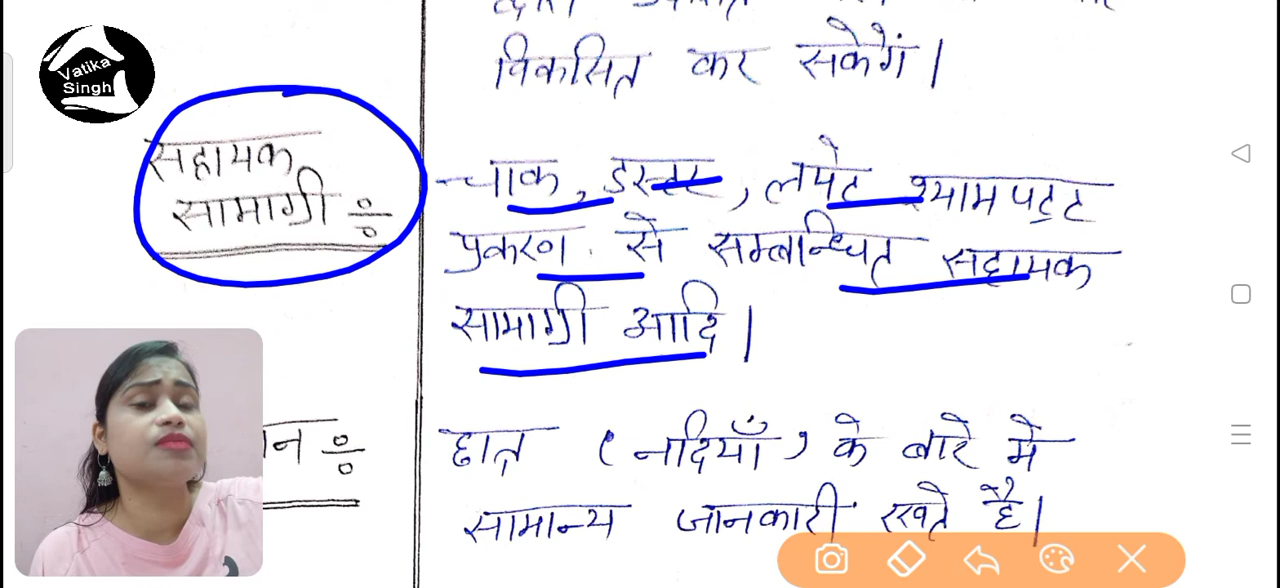 Vatika
Singh
विकसित कर सकेगें।
सहायक
सामाग्री ÷
चाक, डस्टर, लपेट श्यामपट्ट
प्रकरण से सम्बन्धित सहायक
सामाग्री आदि।
छात्र (नदियाँ) के बारे में
सामान्य जानकारी रखते है।